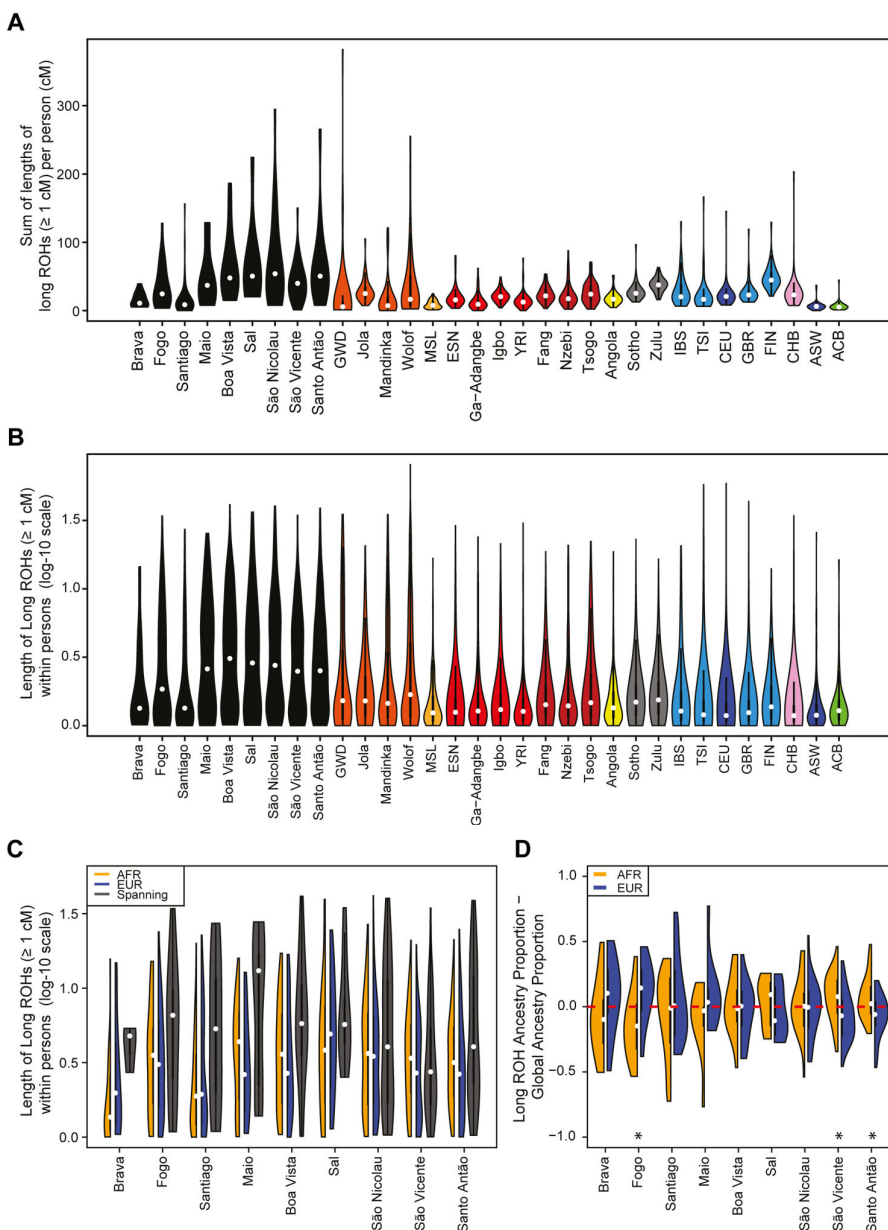 A
Sum of lengths of
long ROHs (≥ 1 cM) per person (cM)
300
200
100
0
Brava
Fogo
Santiago
Maio
Boa Vista
Sal
São Nicolau
São Vicente
Santo Antão
GWD
Jola
Mandinka
Wolof
MSL
ESN
Ga-Adangbe
Igbo
YRI
Fang
Nzebi
Tsogo
Angola
Sotho
Zulu
IBS
TSI
CEU
GBR
FIN
CHB
ASW
ACB
B
Length of Long ROHs (≥ 1 cM)
within persons (log-10 scale)
1.5
1.0
0.5
0.0
Brava
Fogo
Santiago
Maio
Boa Vista
Sal
São Nicolau
São Vicente
Santo Antão
GWD
Jola
Mandinka
Wolof
MSL
ESN
Ga-Adangbe
Igbo
YRI
Fang
Nzebi
Tsogo
Angola
Sotho
Zulu
IBS
TSI
CEU
GBR
FIN
CHB
ASW
ACB
C
AFR
EUR
Spanning
Length of Long ROHs (≥ 1 cM)
within persons (log-10 scale)
1.5
1.0
0.5
0.0
Brava
Fogo
Santiago
Maio
Boa Vista
Sal
São Nicolau
São Vicente
Santo Antão
D
AFR
EUR
Long ROH Ancestry Proportion −
Global Ancestry Proportion
1.0
0.5
0.0
−0.5
−1.0
*
*
*
Brava
Fogo
Santiago
Maio
Boa Vista
Sal
São Nicolau
São Vicente
Santo Antão